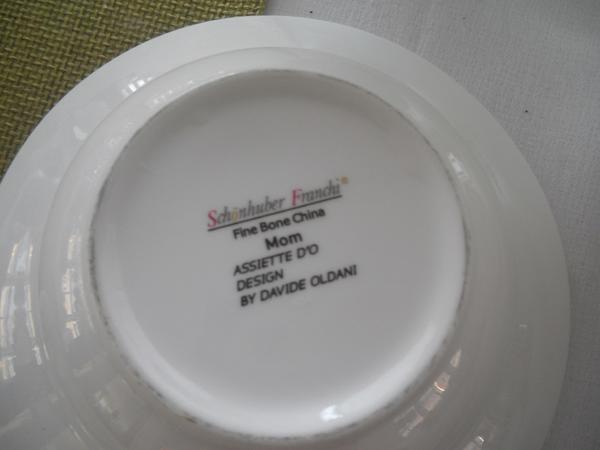 Schönhuber Franchi®
Fine Bone China
Mom
ASSIETTE D'O
DESIGN
BY DAVIDE OLDANI